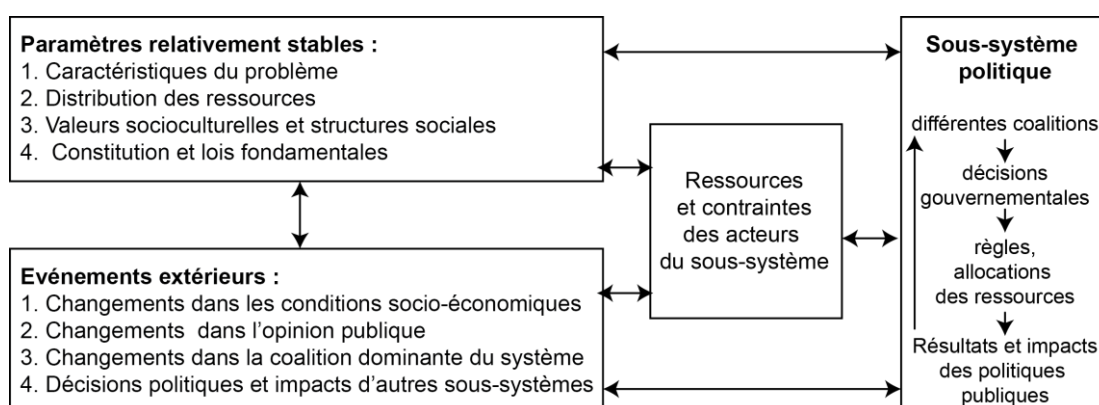 Paramètres relativement stables :
1. Caractéristiques du problème
2. Distribution des ressources
3. Valeurs socioculturelles et structures sociales
4. Constitution et lois fondamentales
Evénements extérieurs :
1. Changements dans les conditions socio-économiques
2. Changements dans l'opinion publique
3. Changements dans la coalition dominante du système
4. Décisions politiques et impacts d'autres sous-systèmes
Ressources
et contraintes
des acteurs
du sous-système
Sous-système
politique
différentes coalitions
décisions
gouvernementales
règles,
allocations
des ressources
Résultats et impacts
des politiques
publiques